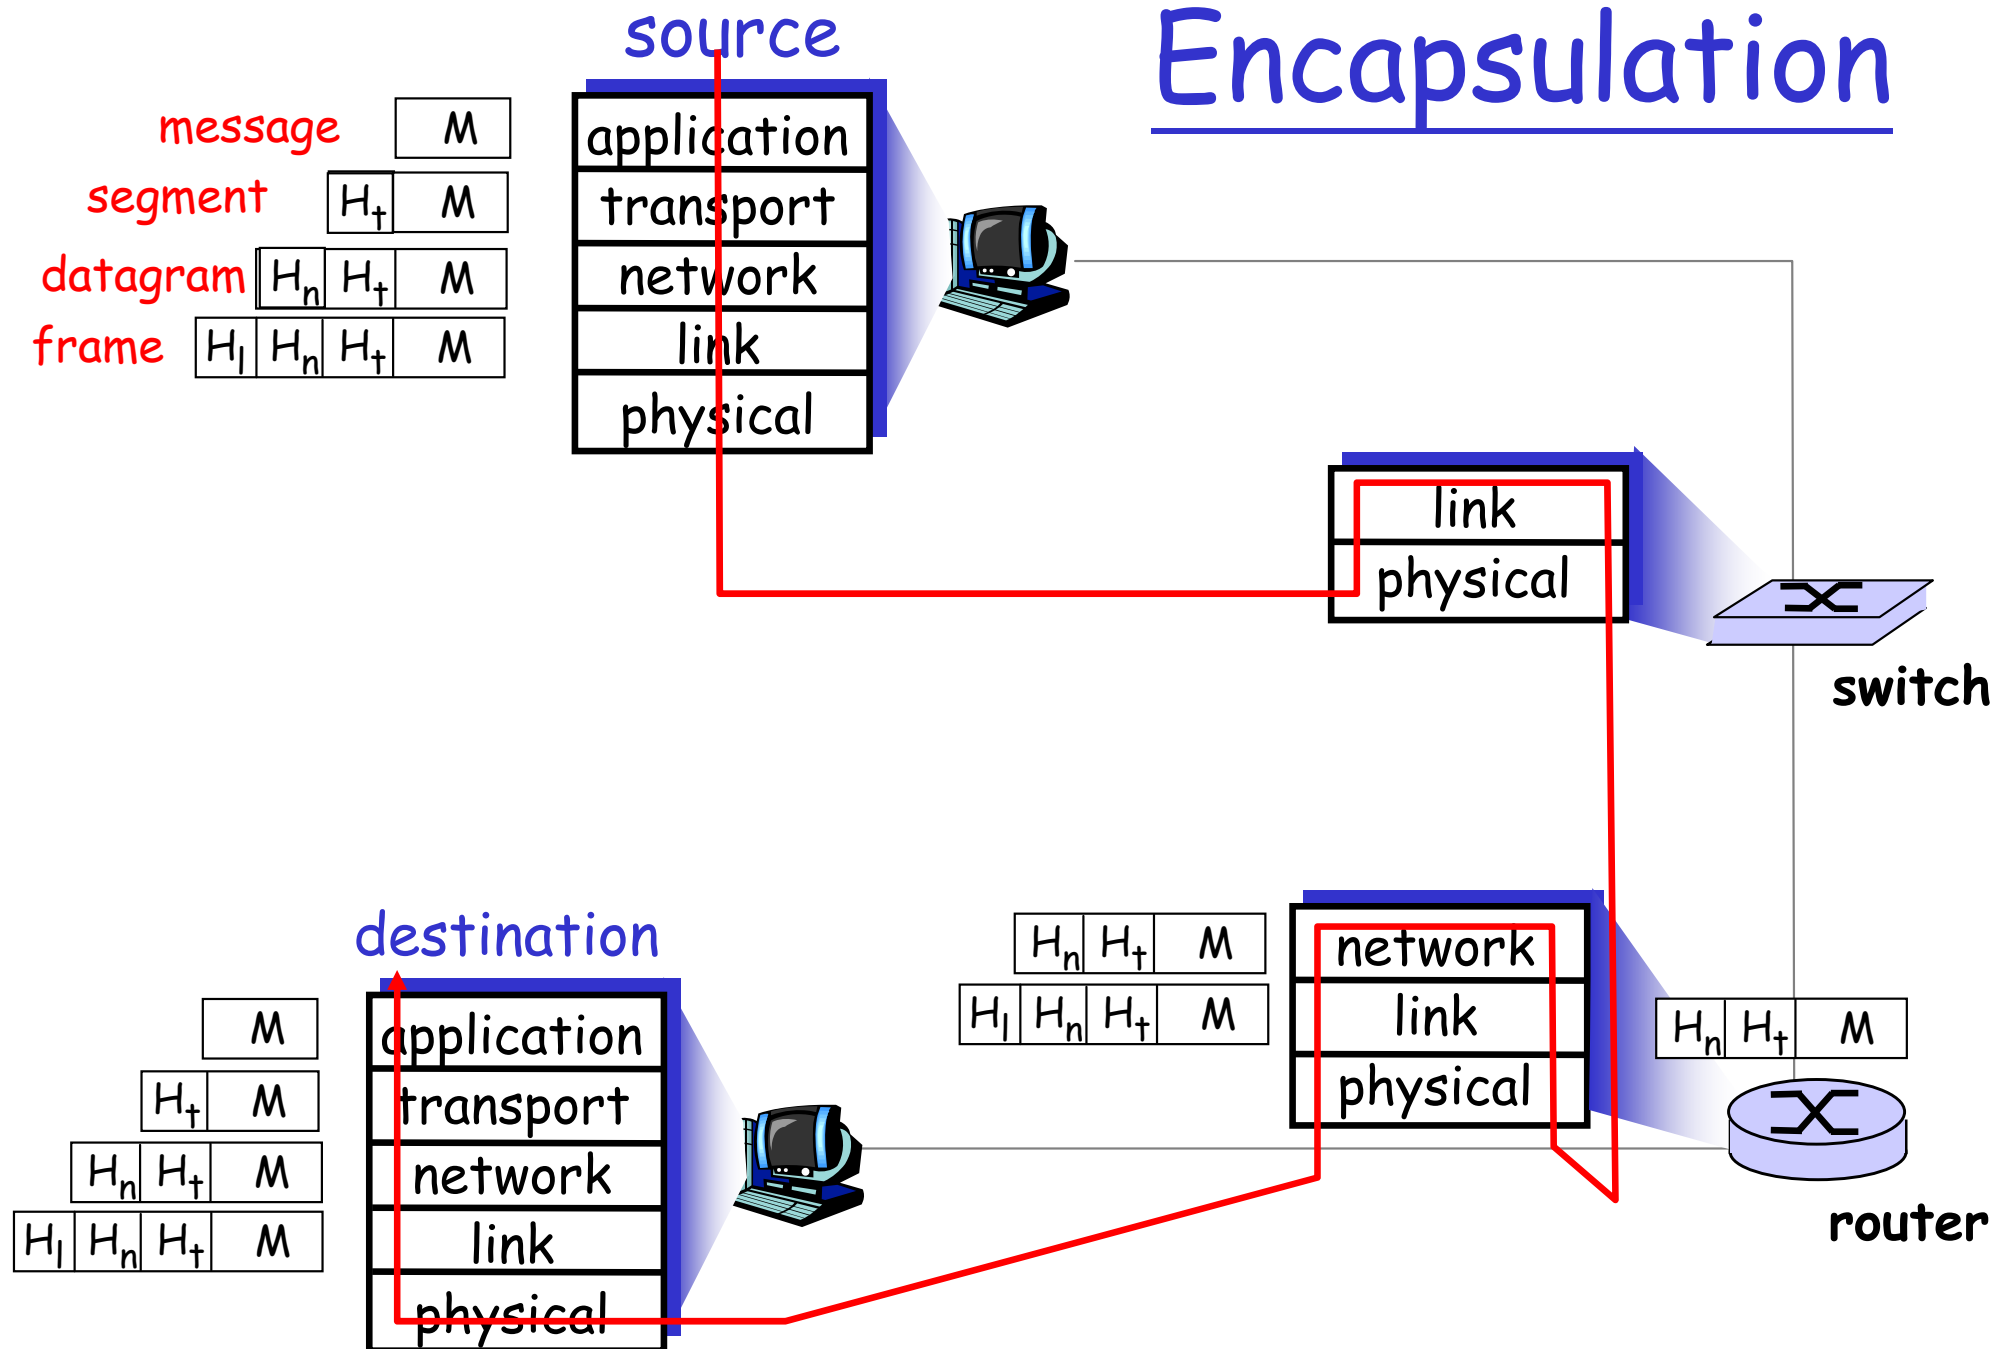 Encapsulation
source
message M
segment Ht M
datagram Hn Ht M
frame Hl Hn Ht M
application
transport
network
link
physical
link
physical
switch
destination
M
Ht M
Hn Ht M
Hl Hn Ht M
application
transport
network
link
physical
Hn Ht M
Hl Hn Ht M
network
link
physical
Hn Ht M
router